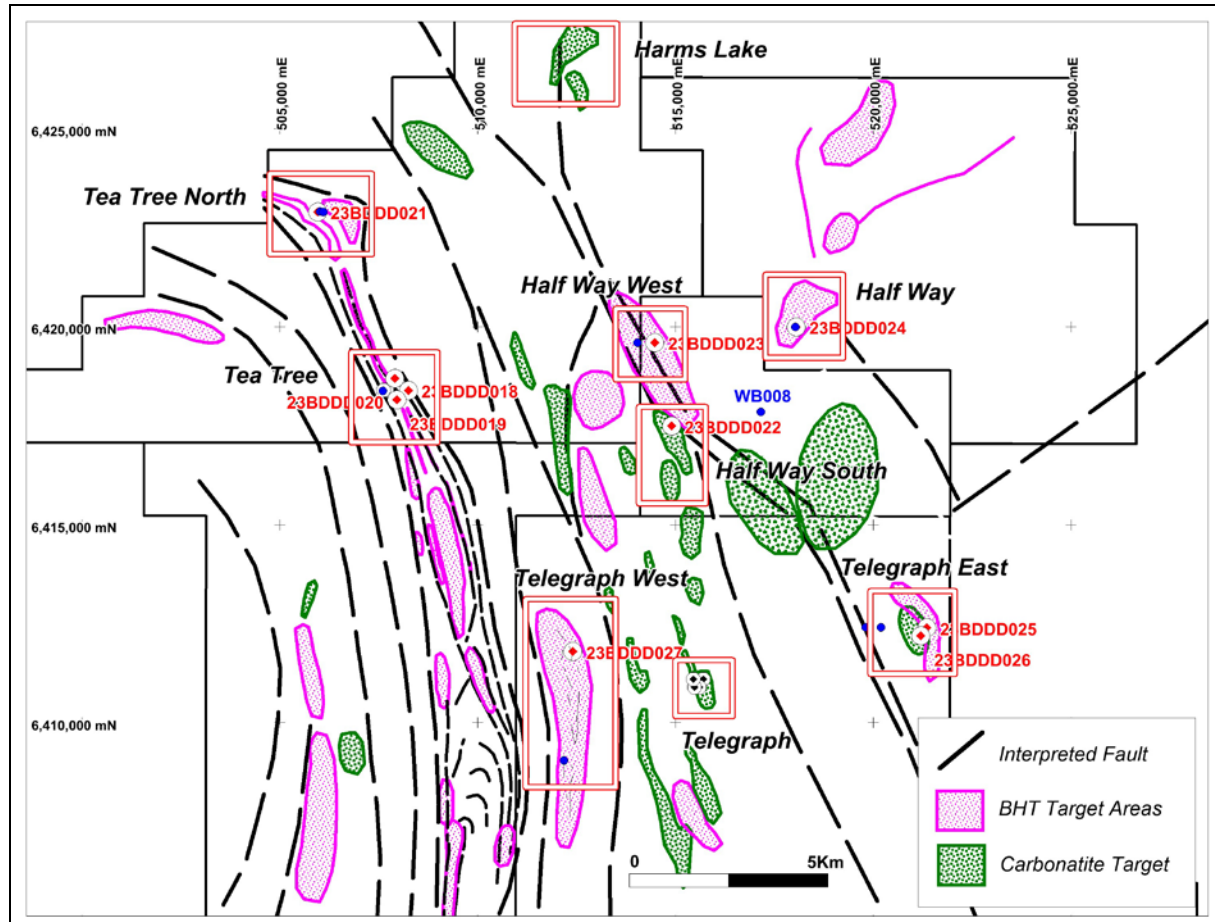 Harms Lake
505,000 mE
510,000 mE
515,000 mE
520,000 mE
525,000 mE
6,425,000 mN
Tea Tree North
23BDDD021
Half Way West
Half Way
6,420,000 mN
23BDDD024
23BDDD023
Tea Tree
23BDDD018
23BDDD020
WB008
23BDDD019
23BDDD022
Half Way South
6,415,000 mN
Telegraph West
Telegraph East
23BDDD025
23BDDD027
23BDDD026
6,410,000 mN
Telegraph
Interpreted Fault
BHT Target Areas
0 5Km
Carbonatite Target